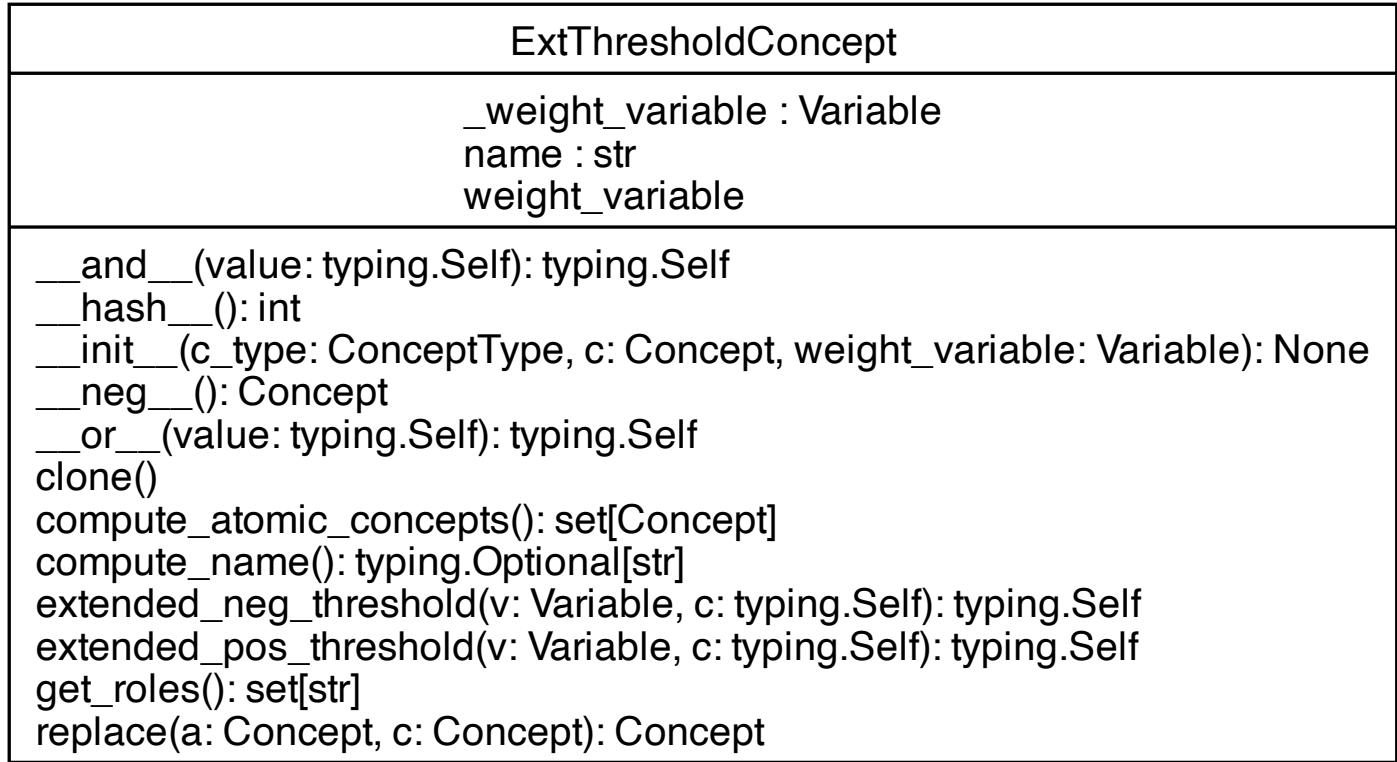 ExtThresholdConcept
_weight_variable : Variable
name : str
weight_variable
__and__(value: typing.Self): typing.Self
__hash__(): int
__init__(c_type: ConceptType, c: Concept, weight_variable: Variable): None
__neg__(): Concept
__or__(value: typing.Self): typing.Self
clone()
compute_atomic_concepts(): set[Concept]
compute_name(): typing.Optional[str]
extended_neg_threshold(v: Variable, c: typing.Self): typing.Self
extended_pos_threshold(v: Variable, c: typing.Self): typing.Self
get_roles(): set[str]
replace(a: Concept, c: Concept): Concept